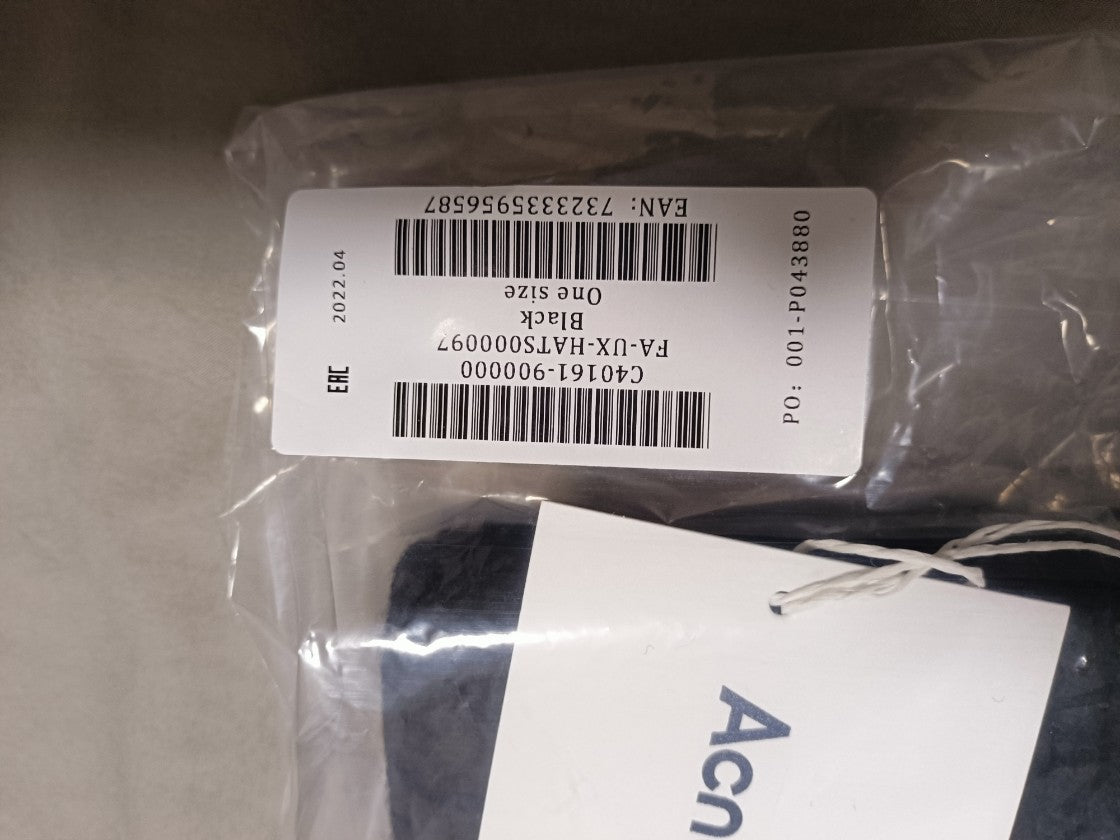 C40161-900000
FA-UX-HATS000097
Black
One size
EAN: 7323335956587
PO: 001-P043880
EAC 2022.04
Acn